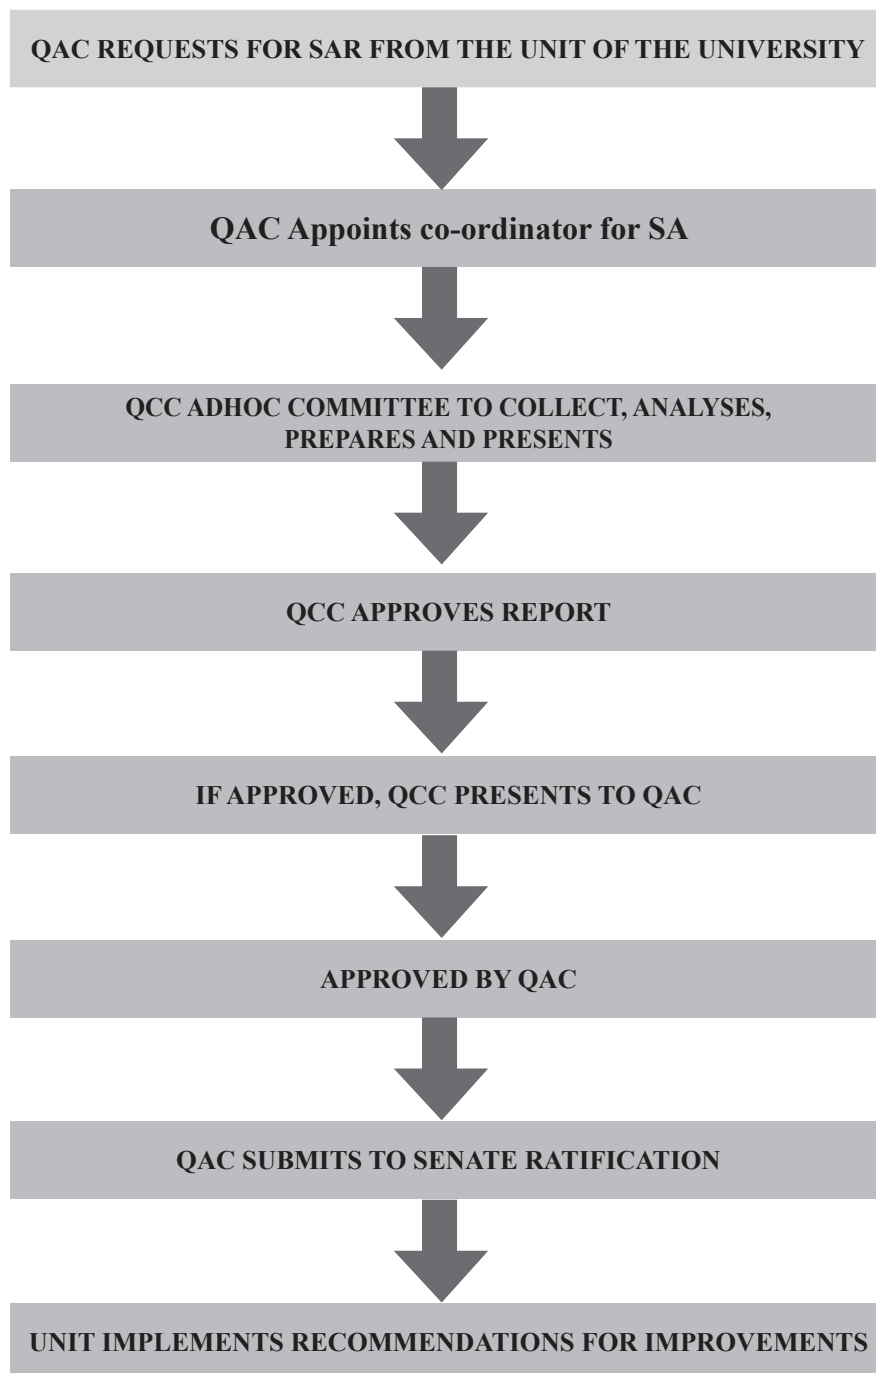 QAC REQUESTS FOR SAR FROM THE UNIT OF THE UNIVERSITY
QAC Appoints co-ordinator for SA
QCC ADHOC COMMITTEE TO COLLECT, ANALYSES,
PREPARES AND PRESENTS
QCC APPROVES REPORT
IF APPROVED, QCC PRESENTS TO QAC
APPROVED BY QAC
QAC SUBMITS TO SENATE RATIFICATION
UNIT IMPLEMENTS RECOMMENDATIONS FOR IMPROVEMENTS